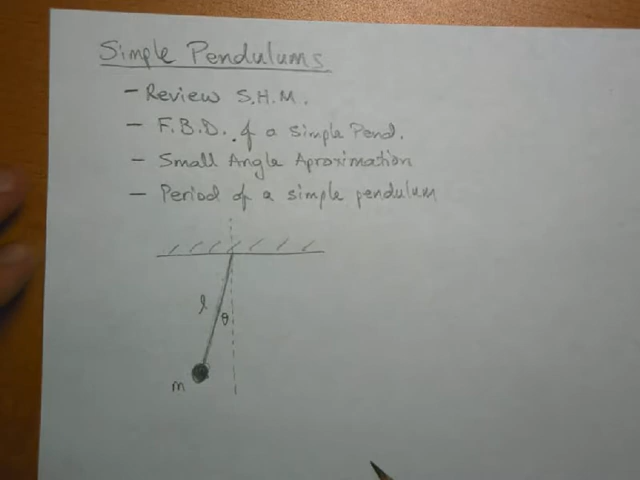 Simple Pendulums
- Review S.H.M.
- F.B.D. of a simple Pend.
- Small Angle Aproximation
- Period of a simple pendulum
l
θ
m